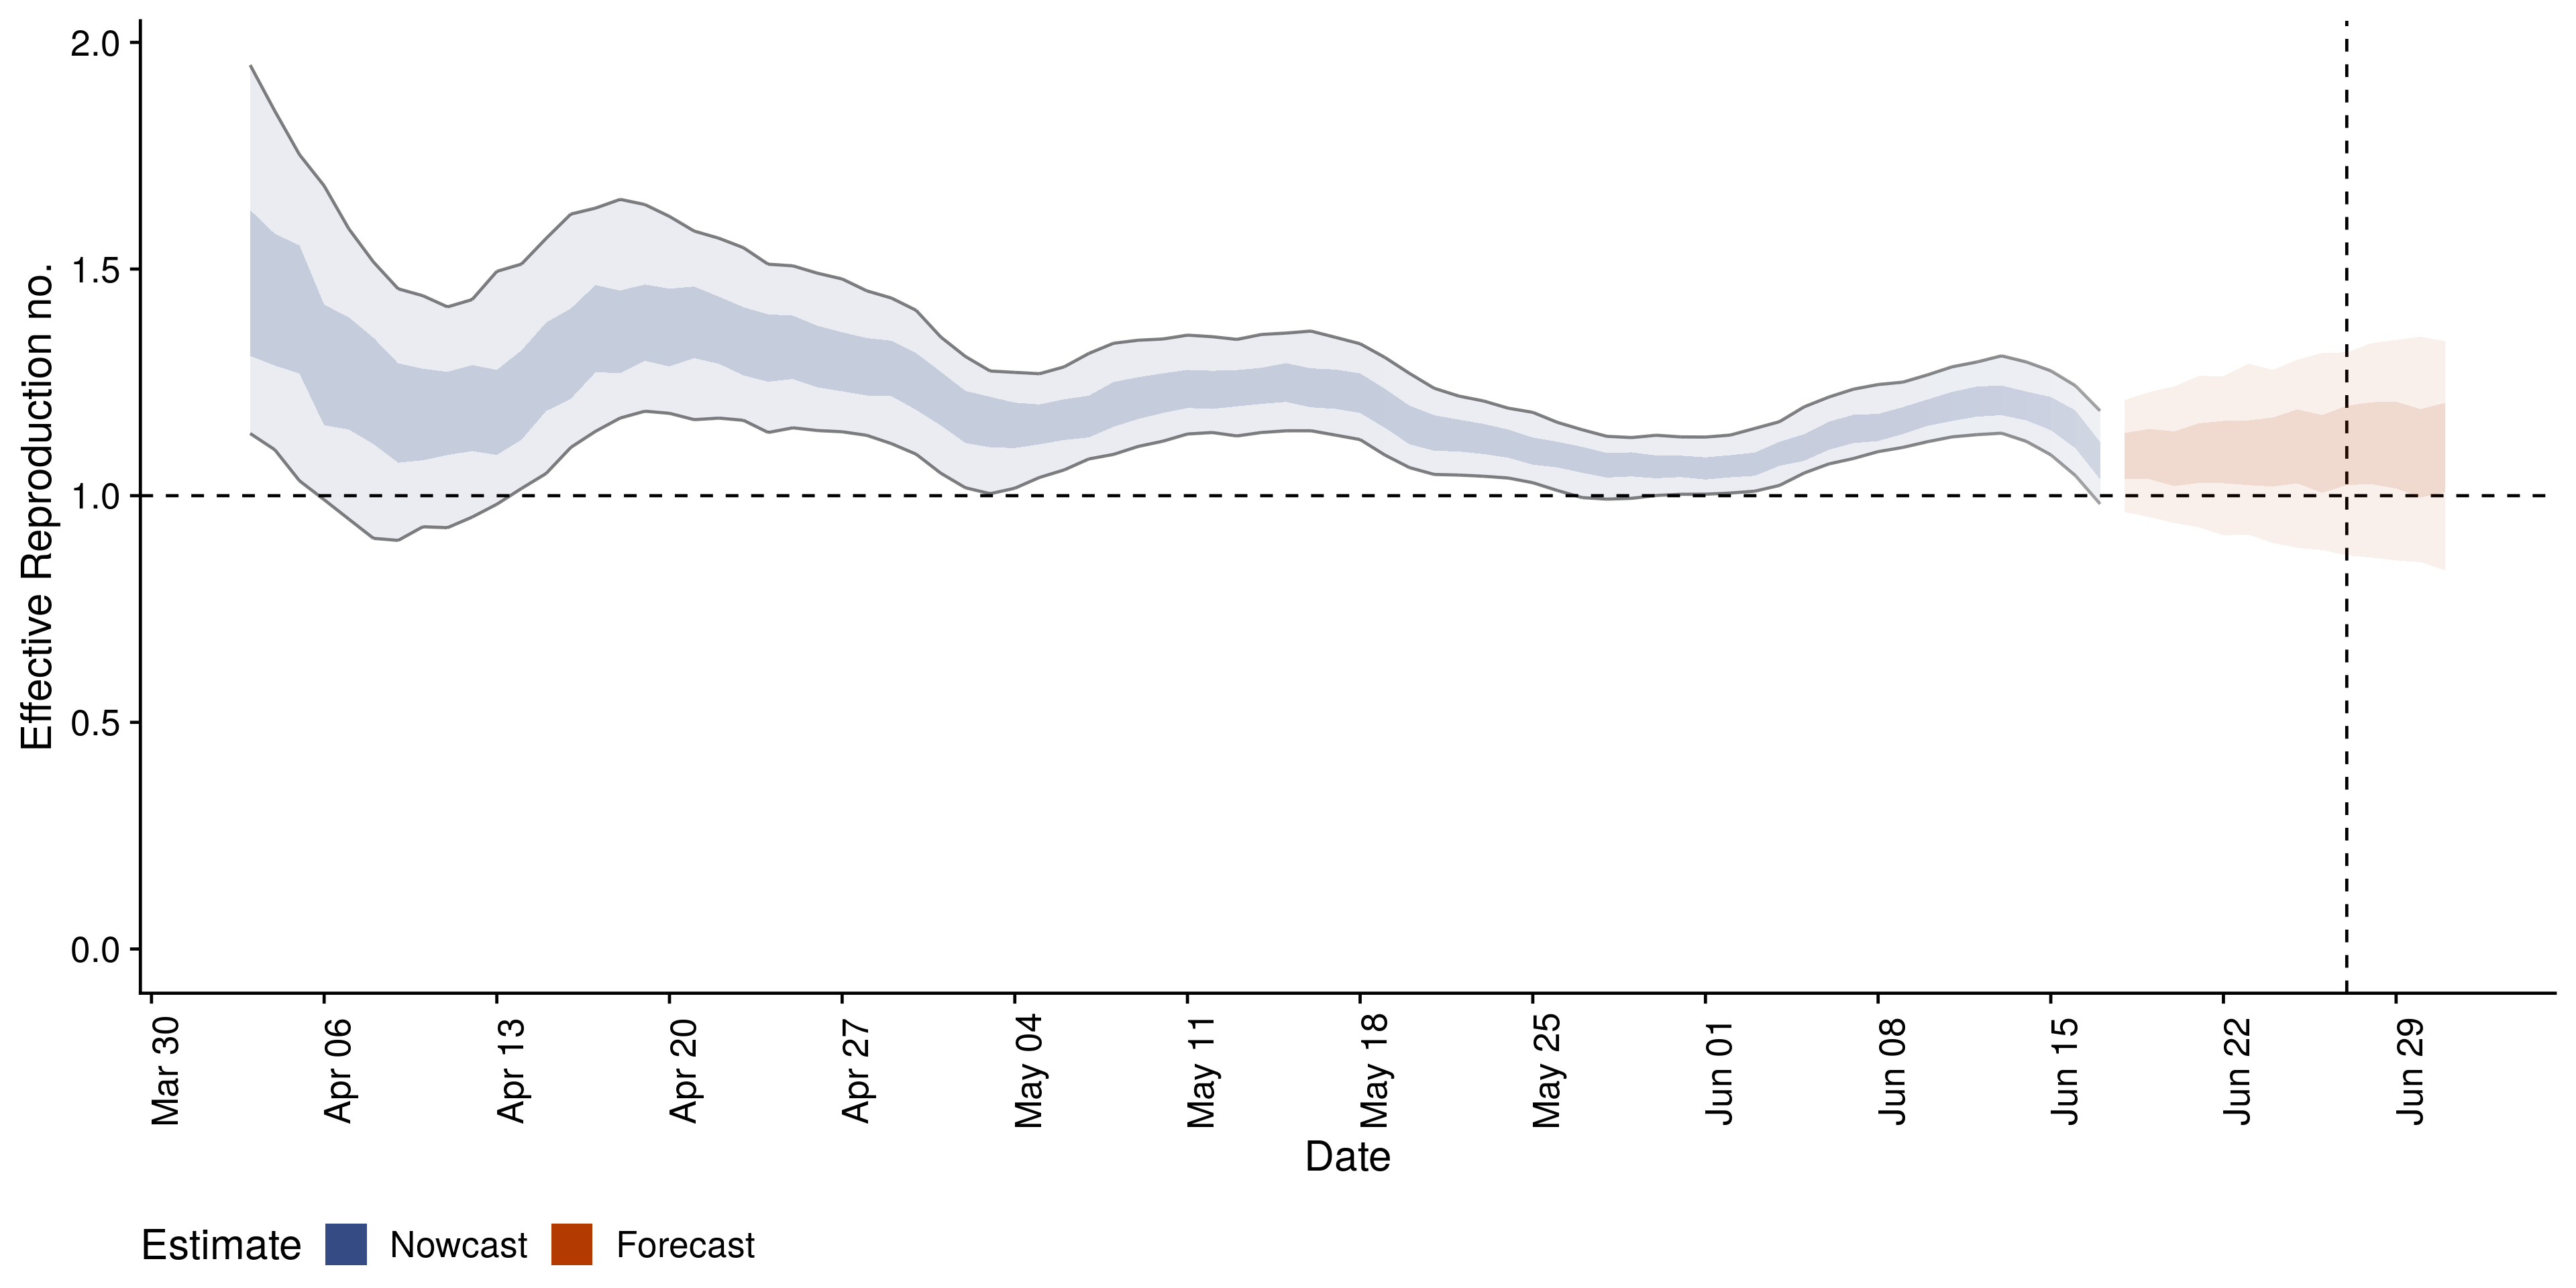 Effective Reproduction no.
2.0
1.5
1.0
0.5
0.0
Mar 30
Apr 06
Apr 13
Apr 20
Apr 27
May 04
May 11
May 18
May 25
Jun 01
Jun 08
Jun 15
Jun 22
Jun 29
Date
Estimate Nowcast Forecast